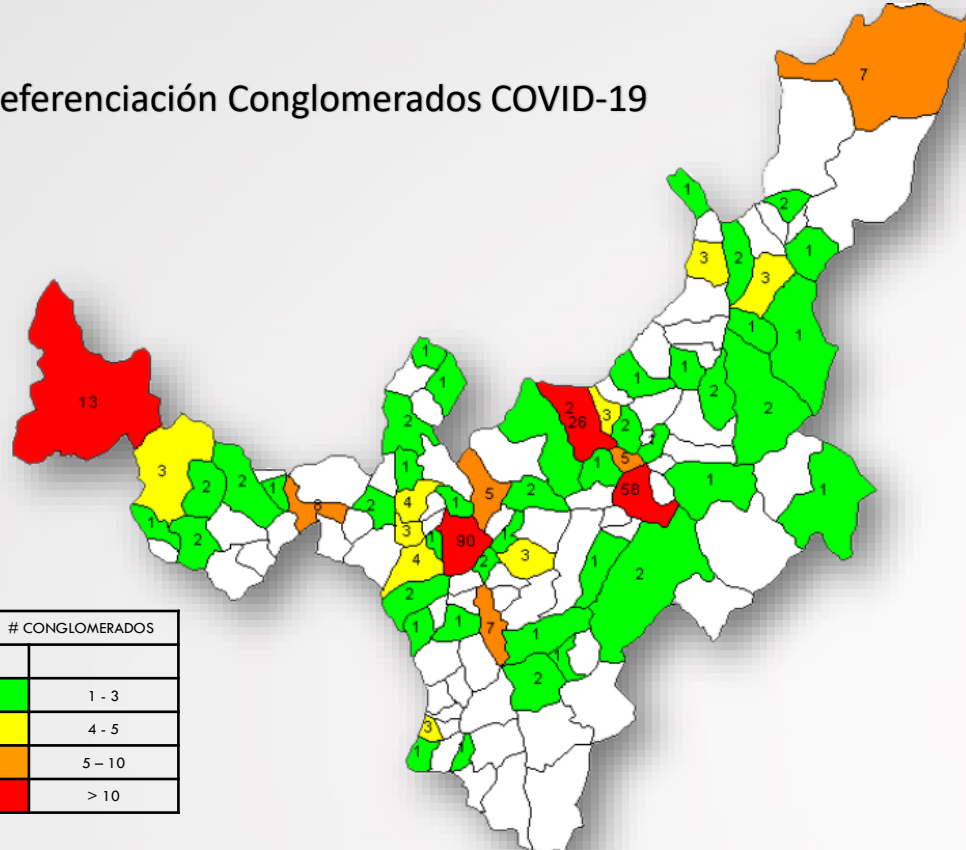 7
eferenciación Conglomerados COVID-19
1
2
3 2 1
3
1 1
1 1
1 1 2 2
13
2 2 3 2
26
3 1 1 5
2 2 1 8 2 4 1 5 2 58 1 1
1 2 3 1 90 1
4 2 3 1 2
2
1 1 7 1
1
2
3
1 1
# CONGLOMERADOS
1 - 3
4 - 5
5 – 10
> 10